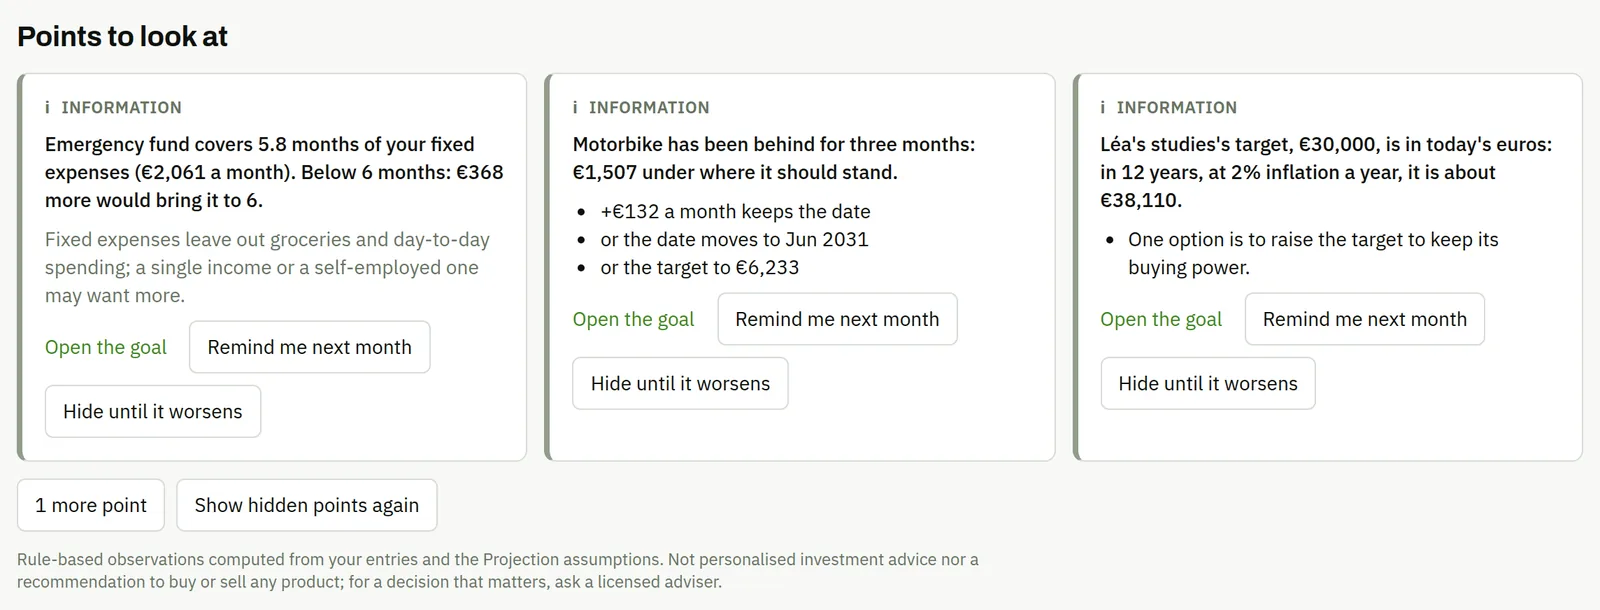 Points to look at
i INFORMATION
Emergency fund covers 5.8 months of your fixed
expenses (€2,061 a month). Below 6 months: €368
more would bring it to 6.
Fixed expenses leave out groceries and day-to-day
spending; a single income or a self-employed one
may want more.
Open the goal
Remind me next month
Hide until it worsens
i INFORMATION
Motorbike has been behind for three months:
€1,507 under where it should stand.
• +€132 a month keeps the date
• or the date moves to Jun 2031
• or the target to €6,233
Open the goal
Remind me next month
Hide until it worsens
i INFORMATION
Léa's studies's target, €30,000, is in today's euros:
in 12 years, at 2% inflation a year, it is about
€38,110.
• One option is to raise the target to keep its
buying power.
Open the goal
Remind me next month
Hide until it worsens
1 more point
Show hidden points again
Rule-based observations computed from your entries and the Projection assumptions. Not personalised investment advice nor a
recommendation to buy or sell any product; for a decision that matters, ask a licensed adviser.